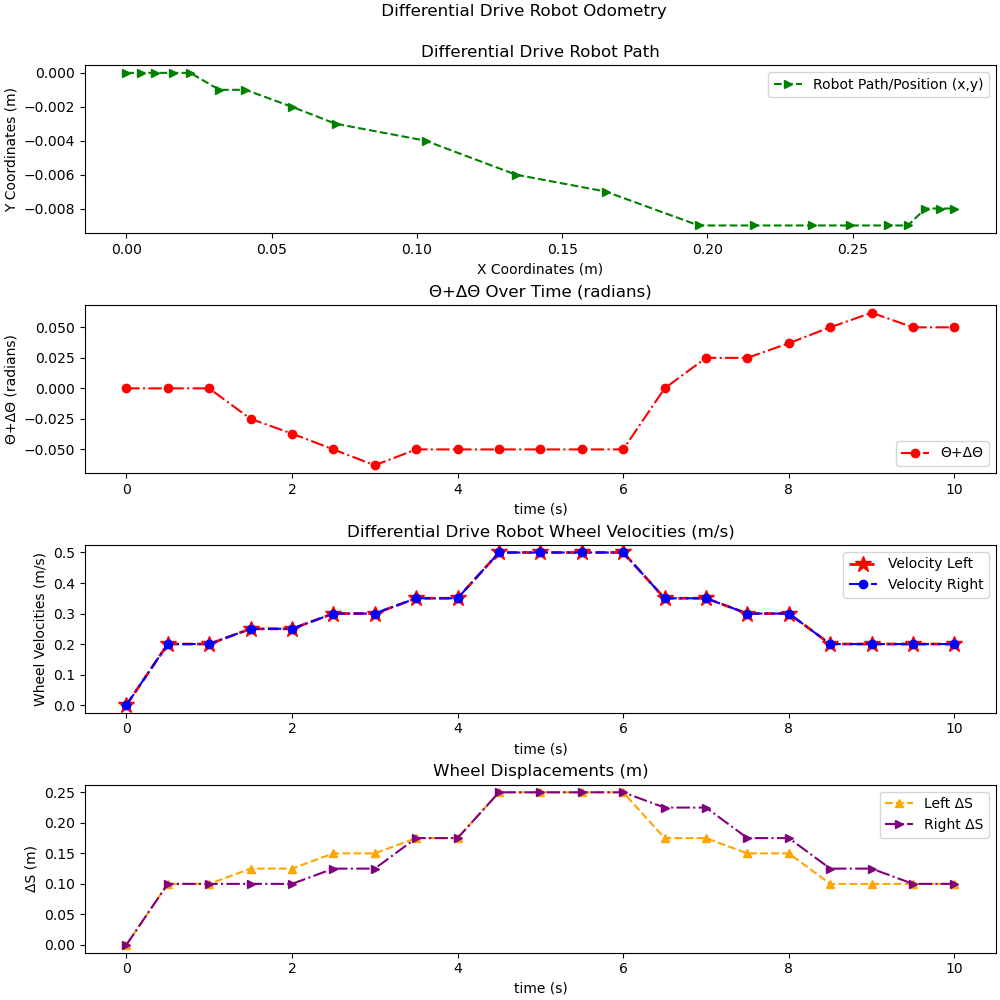 Differential Drive Robot Odometry
Differential Drive Robot Path
0.000
−0.002
−0.004
−0.006
−0.008
Y Coordinates (m)
Robot Path/Position (x,y)
0.00 0.05 0.10 0.15 0.20 0.25
X Coordinates (m)
Θ+ΔΘ Over Time (radians)
0.050
0.025
0.000
−0.025
−0.050
Θ+ΔΘ (radians)
Θ+ΔΘ
0 2 4 6 8 10
time (s)
Differential Drive Robot Wheel Velocities (m/s)
0.5
0.4
0.3
0.2
0.1
0.0
Wheel Velocities (m/s)
Velocity Left
Velocity Right
0 2 4 6 8 10
time (s)
Wheel Displacements (m)
0.25
0.20
0.15
0.10
0.05
0.00
ΔS (m)
Left ΔS
Right ΔS
0 2 4 6 8 10
time (s)